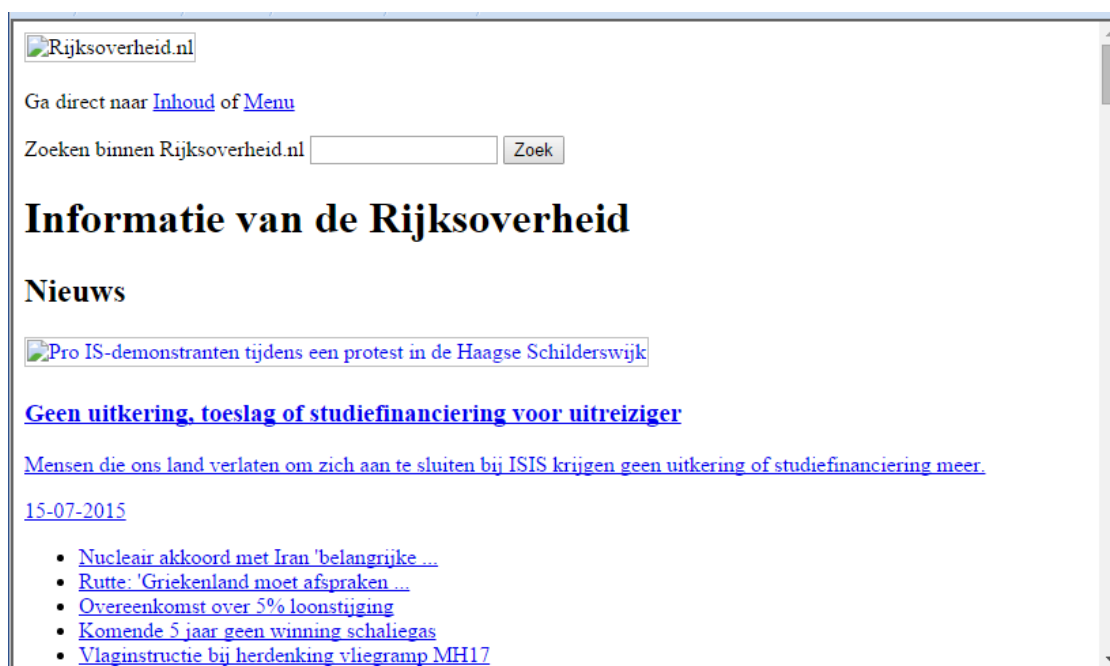 Rijksoverheid.nl
Ga direct naar Inhoud of Menu
Zoeken binnen Rijksoverheid.nl Zoek
Informatie van de Rijksoverheid
Nieuws
Pro IS-demonstranten tijdens een protest in de Haagse Schilderswijk
Geen uitkering, toeslag of studiefinanciering voor uitreiziger
Mensen die ons land verlaten om zich aan te sluiten bij ISIS krijgen geen uitkering of studiefinanciering meer.
15-07-2015
Nucleair akkoord met Iran 'belangrijke ...
Rutte: 'Griekenland moet afspraken ...
Overeenkomst over 5% loonstijging
Komende 5 jaar geen winning schaliegas
Vlaginstructie bij herdenking vliegramp MH17